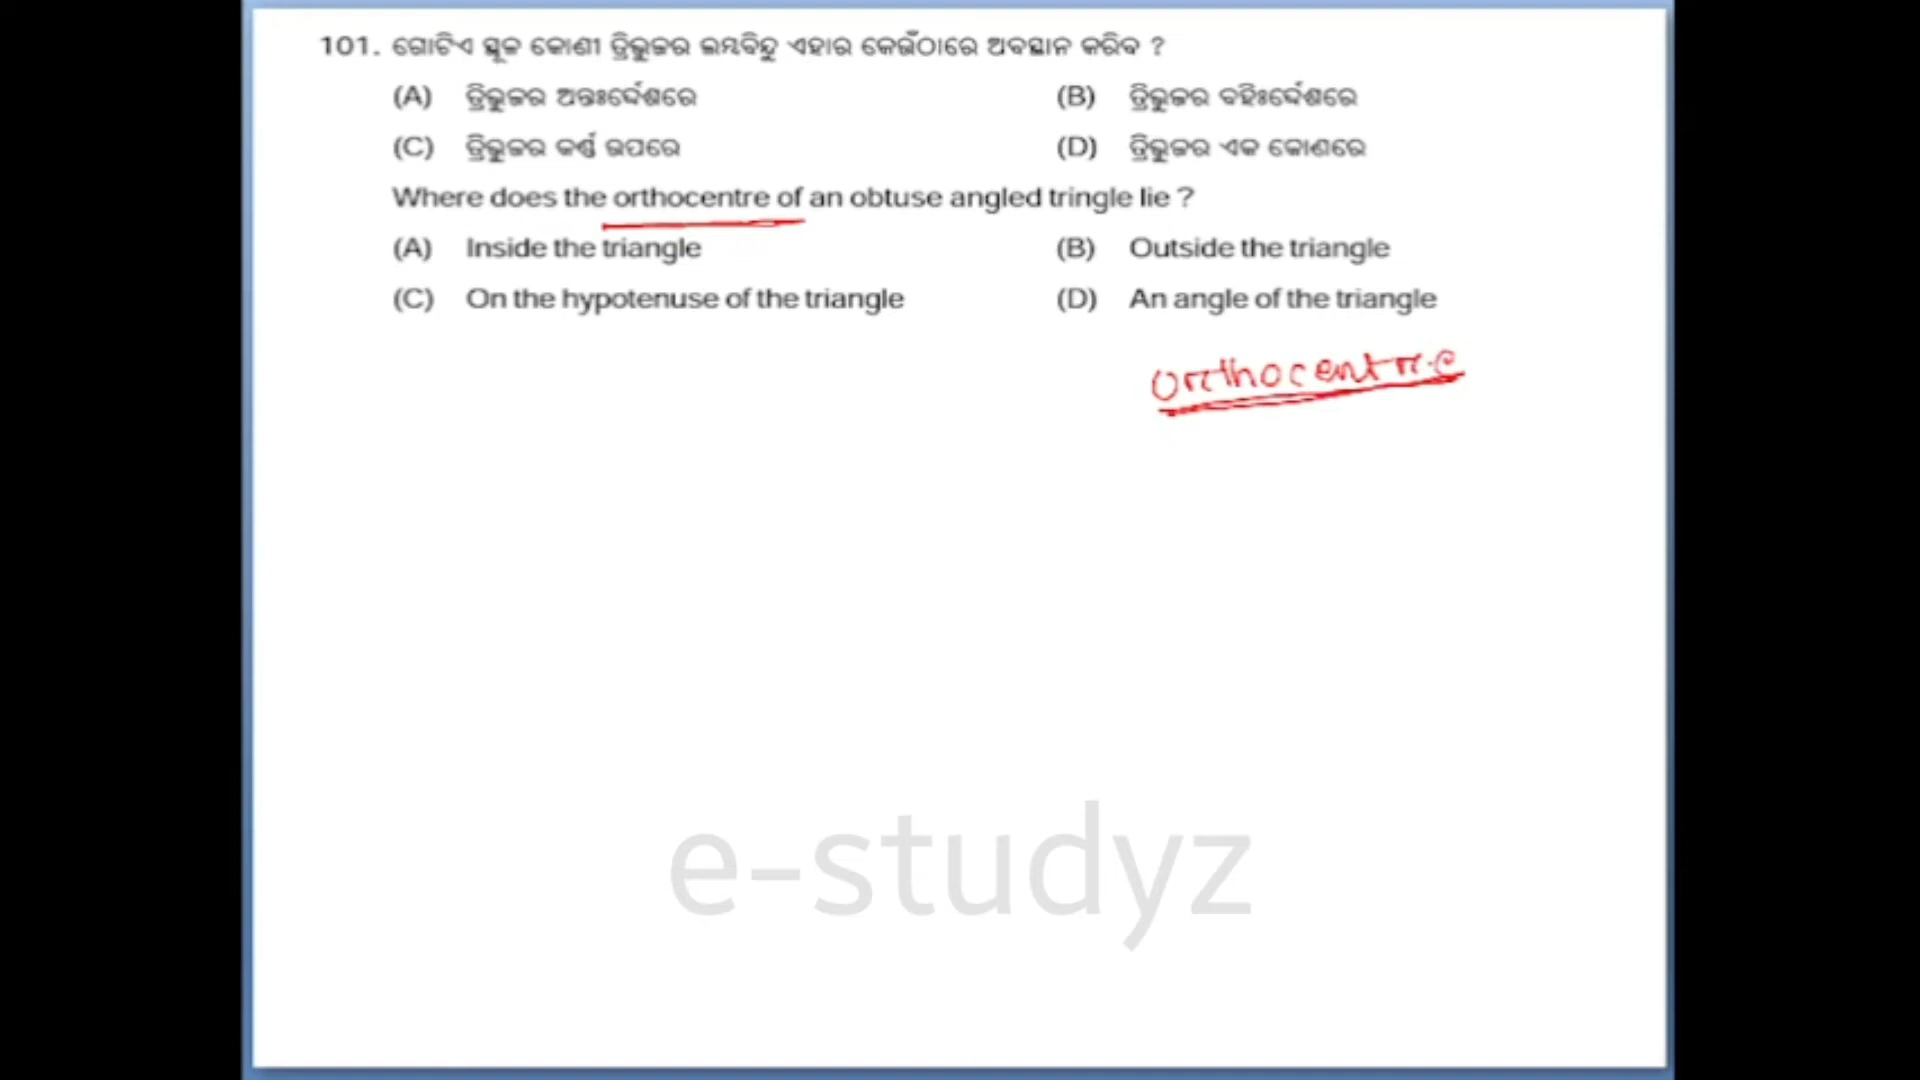 101. ଗୋଟିଏ ସ୍ଥୂଳ କୋଣୀ ତ୍ରିଭୁଜର ଲମ୍ବବିନ୍ଦୁ ଏହାର କେଉଁଠାରେ ଅବସ୍ଥାନ କରିବ ?
(A) ତ୍ରିଭୁଜର ଅନ୍ତଃର୍ଦ୍ଦେଶରେ (B) ତ୍ରିଭୁଜର ବହିଃର୍ଦ୍ଦେଶରେ
(C) ତ୍ରିଭୁଜର କର୍ଣ୍ଣ ଉପରେ (D) ତ୍ରିଭୁଜର ଏକ କୋଣରେ
Where does the orthocentre of an obtuse angled tringle lie ?
(A) Inside the triangle (B) Outside the triangle
(C) On the hypotenuse of the triangle (D) An angle of the triangle
orthocentre
e-studyz